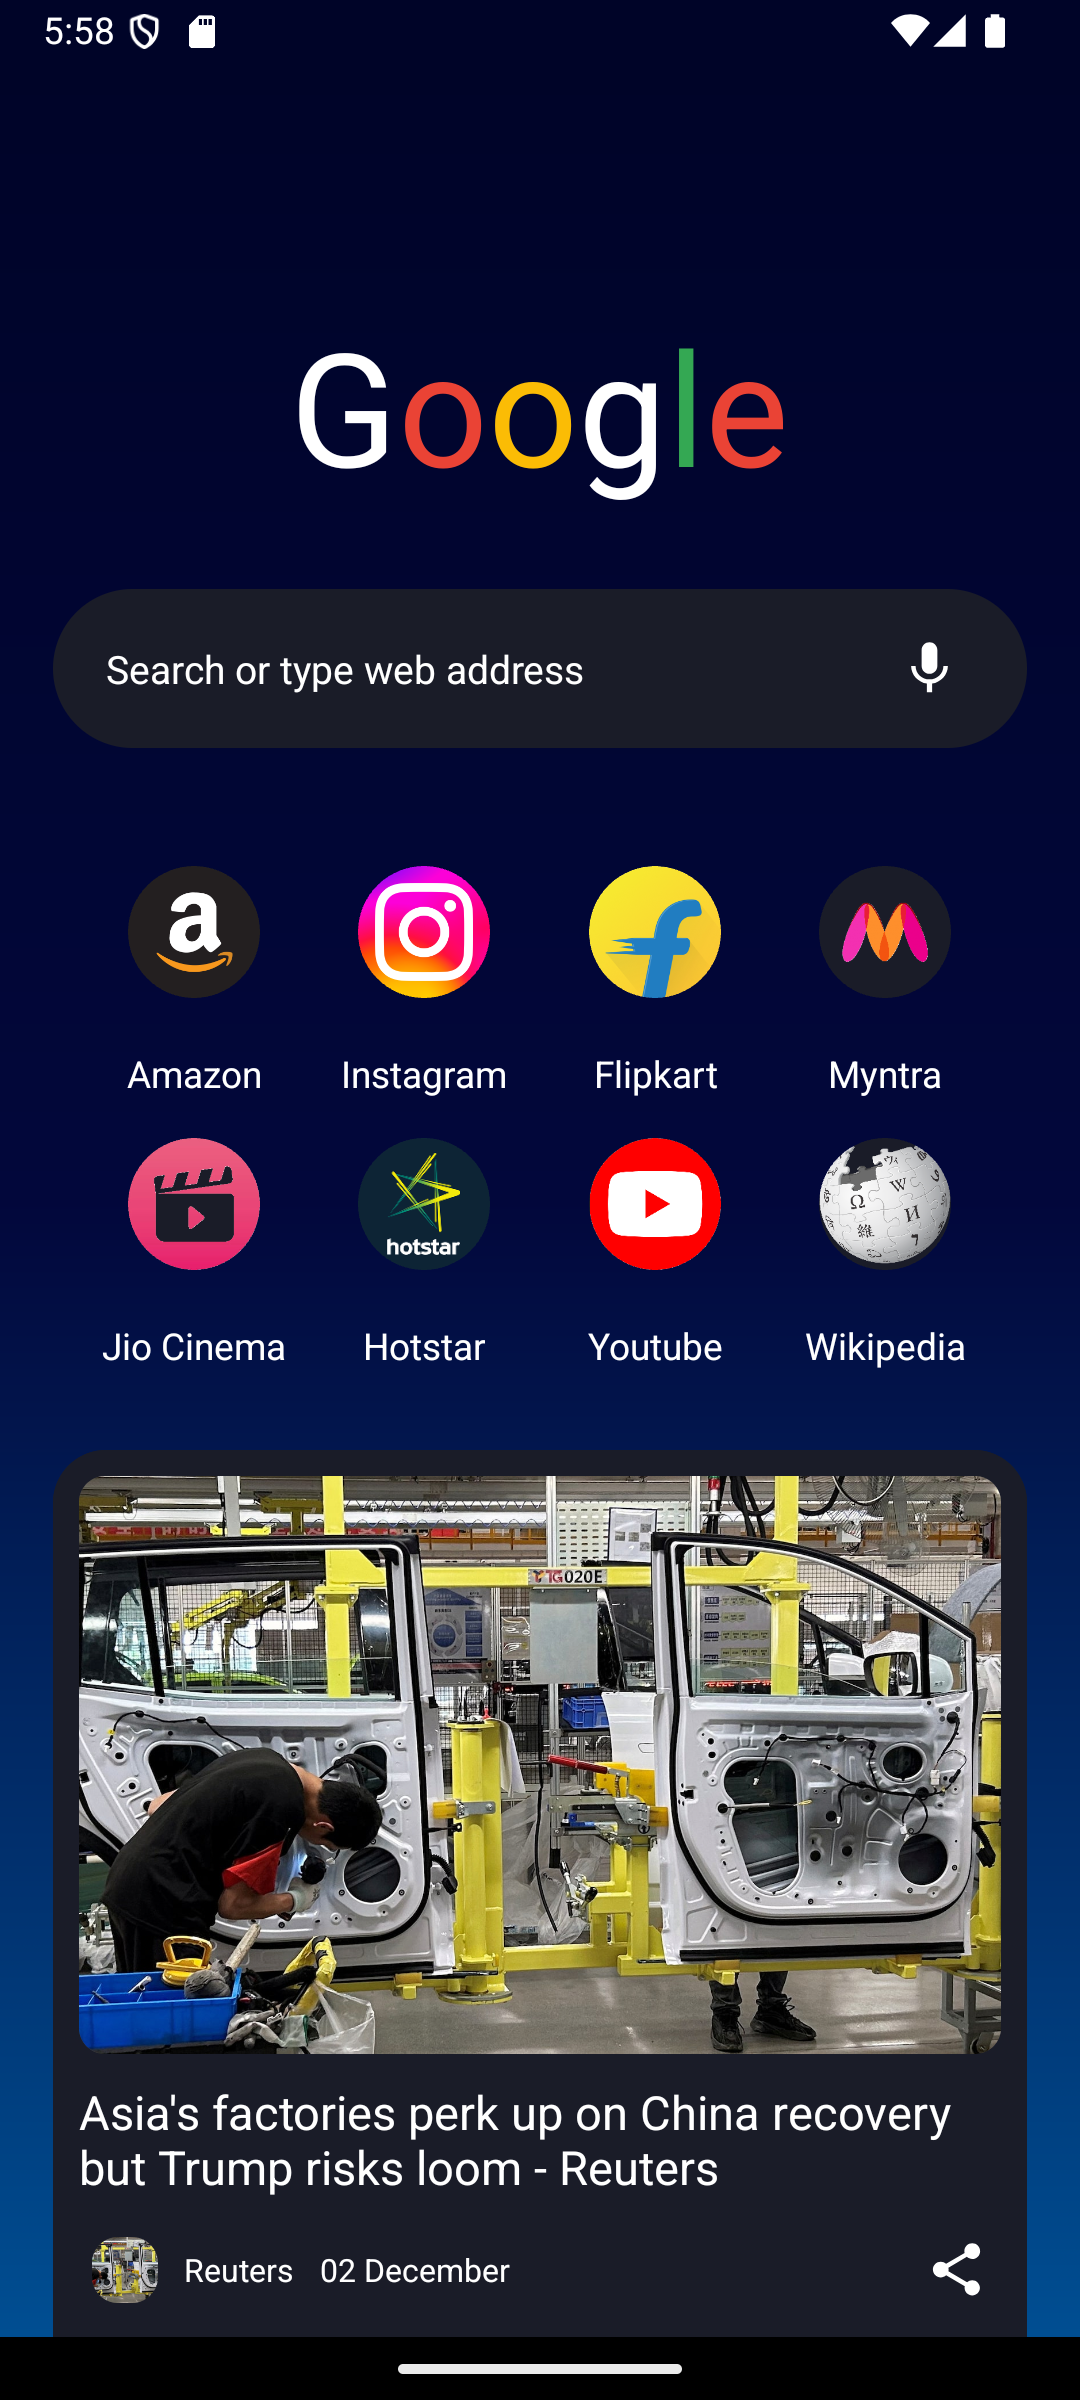 5:58
Google
Search or type web address
Amazon
Instagram
Flipkart
Myntra
hotstar
Jio Cinema
Hotstar
Youtube
Wikipedia
TG020E
Asia's factories perk up on China recovery
but Trump risks loom - Reuters
Reuters 02 December